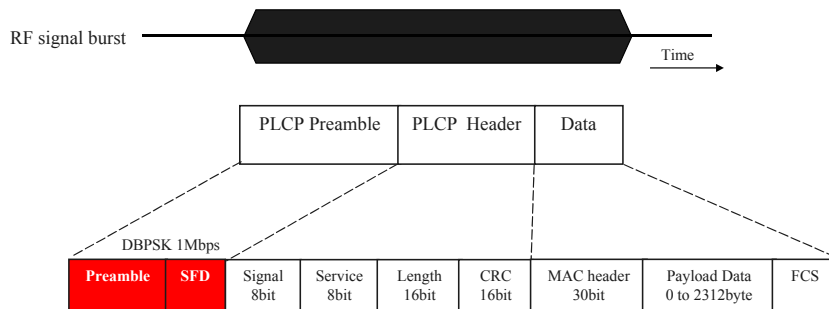 RF signal burst
Time
PLCP Preamble
PLCP Header
Data
DBPSK 1Mbps
Preamble
SFD
Signal
8bit
Service
8bit
Length
16bit
CRC
16bit
MAC header
30bit
Payload Data
0 to 2312byte
FCS